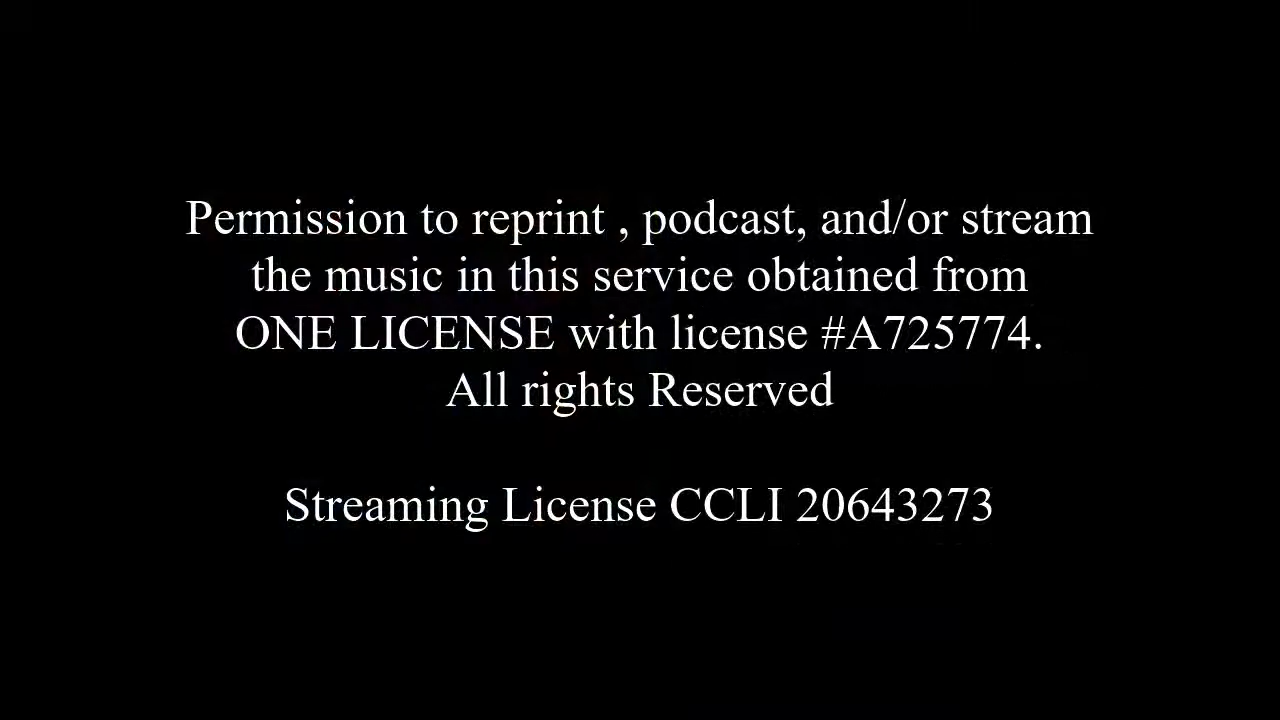 Permission to reprint , podcast, and/or stream
the music in this service obtained from
ONE LICENSE with license #A725774.
All rights Reserved
Streaming License CCLI 20643273